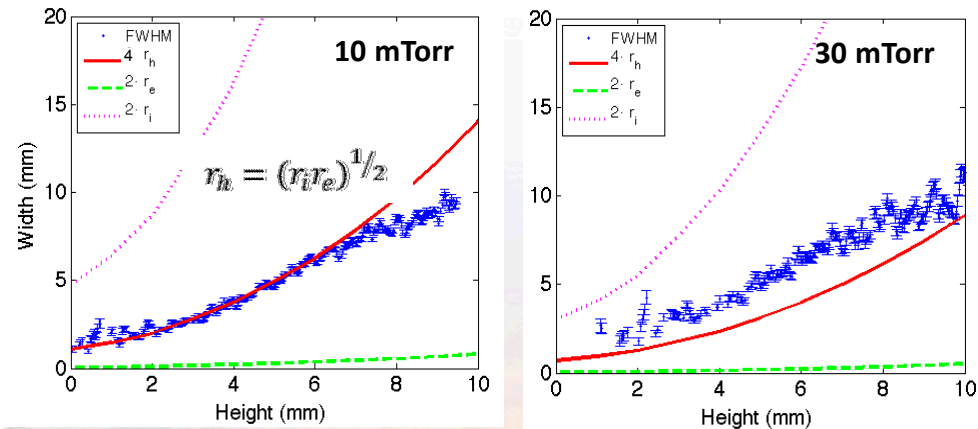 20
15
10
5
0
Width (mm)
FWHM
4· r_h
2· r_e
2· r_i
10 mTorr
r_h = (r_i r_e)^{1/2}
0 2 4 6 8 10
Height (mm)
20
15
10
5
0
FWHM
4· r_h
2· r_e
2· r_i
30 mTorr
0 2 4 6 8 10
Height (mm)